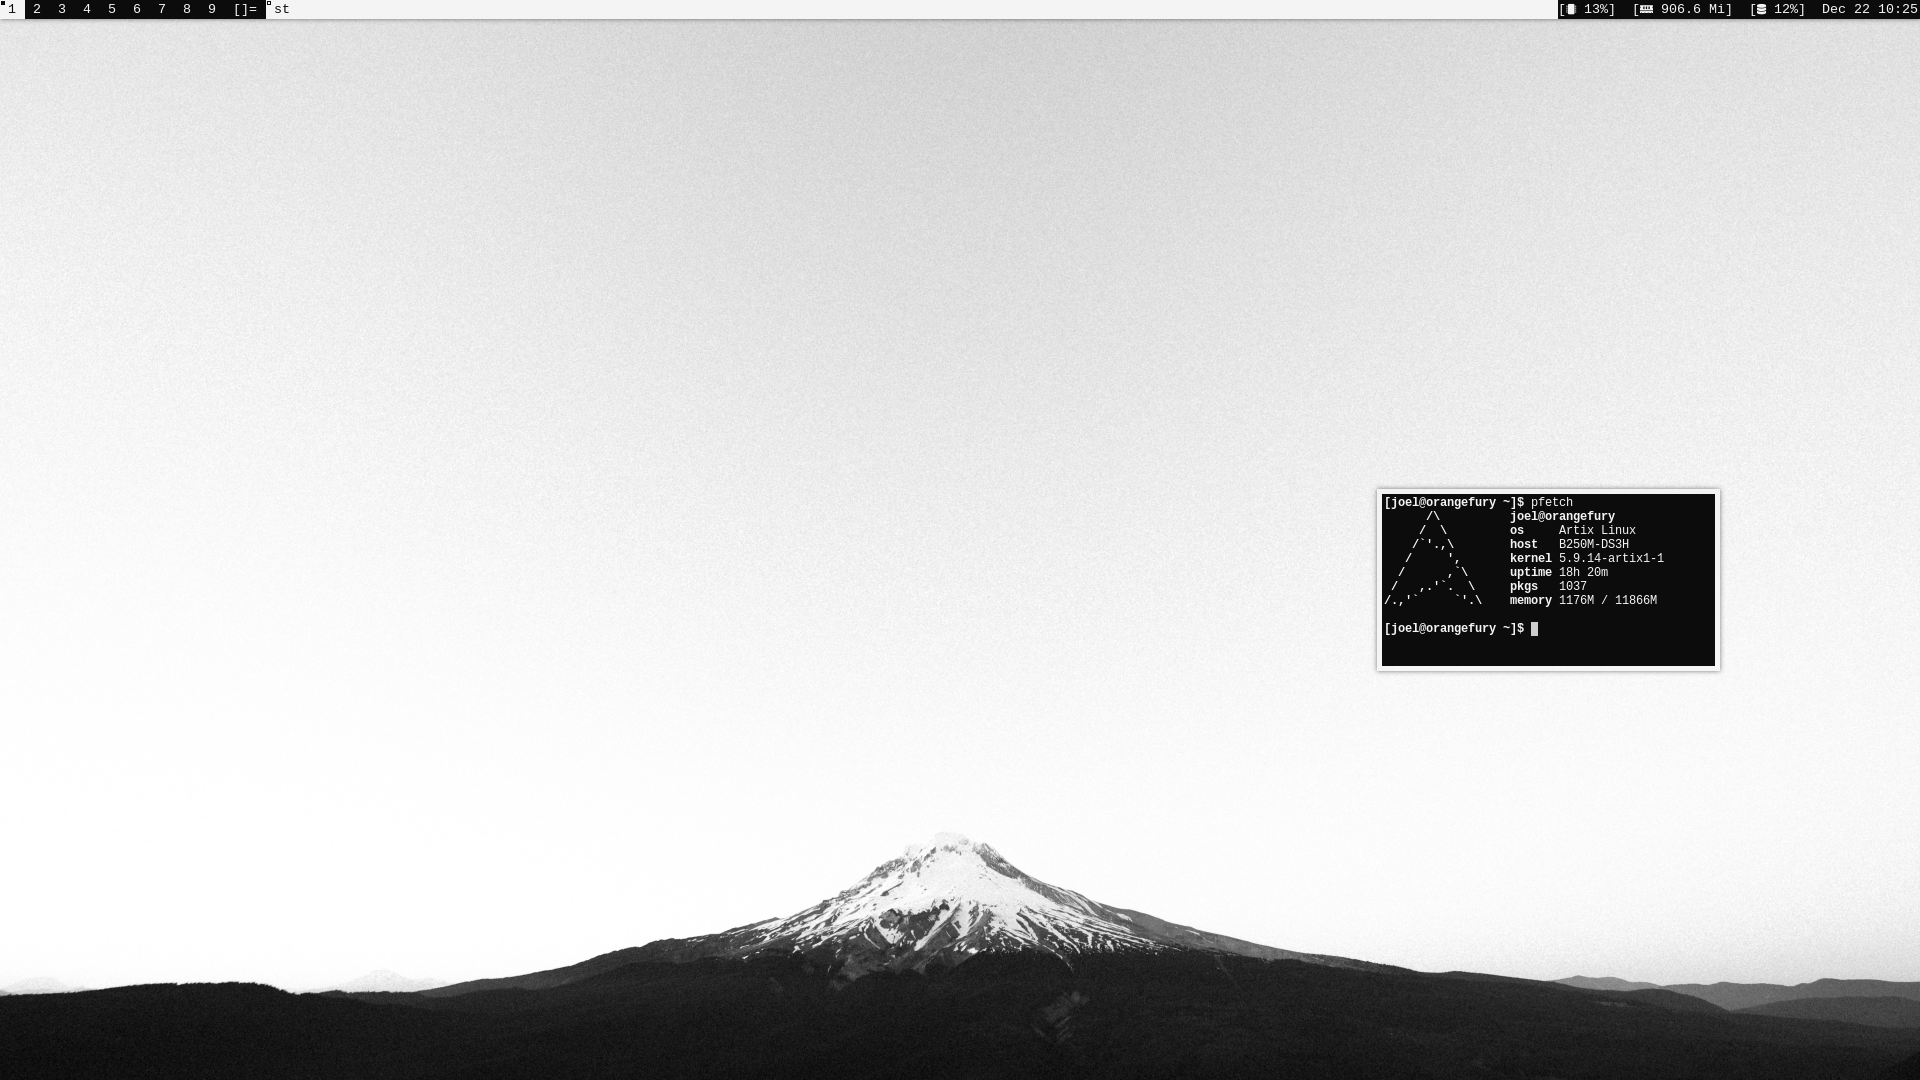 1 2 3 4 5 6 7 8 9 []= st [13%] [906.6 Mi] [12%] Dec 22 10:25
[joel@orangefury ~]$ pfetch
      /\          joel@orangefury
     /  \         os     Artix Linux
    /`'.,\        host   B250M-DS3H
   /     ',       kernel 5.9.14-artix1-1
  /      ,`\      uptime 18h 20m
 /   ,.'`.  \     pkgs   1037
/.,'`     `'.\    memory 1176M / 11866M
[joel@orangefury ~]$